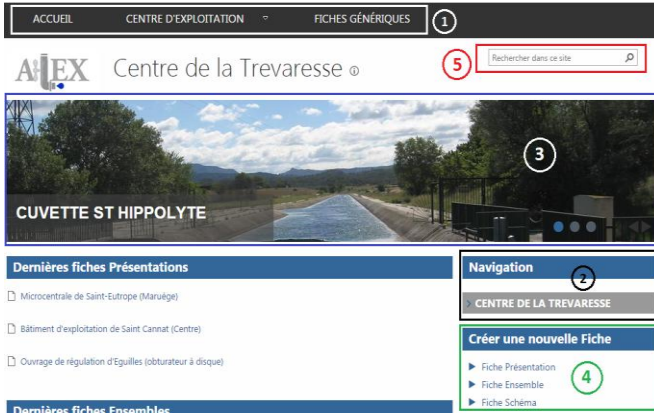 ACCUEIL CENTRE D'EXPLOITATION FICHES GÉNÉRIQUES 1
ALEX Centre de la Trevaresse
5 Rechercher dans ce site
3
CUVETTE ST HIPPOLYTE
Dernières fiches Présentations
Microcentrale de Saint-Eutrope (Maruège)
Bâtiment d'exploitation de Saint Cannat (Centre)
Ouvrage de régulation d'Eguilles (obturateur à disque)
Dernières fiches Ensembles
Navigation
2
CENTRE DE LA TREVARESSE
Créer une nouvelle Fiche
Fiche Présentation
Fiche Ensemble
Fiche Schéma
4